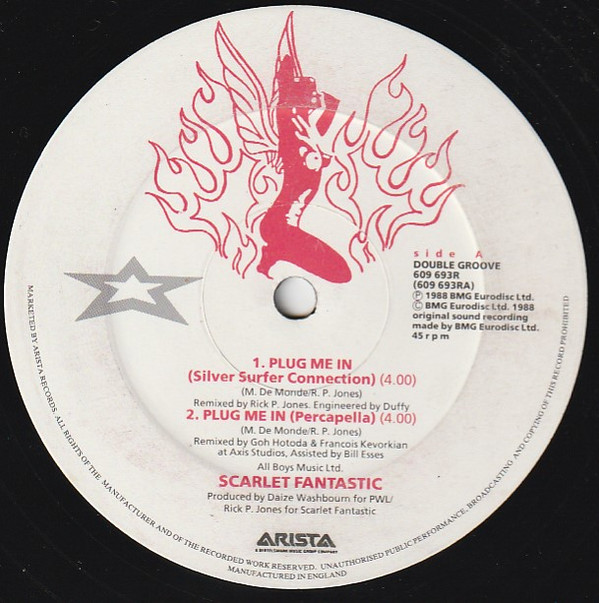 side A
DOUBLE GROOVE
609 693R
(609 693RA)
Ⓟ 1988 BMG Eurodisc Ltd.
© BMG Eurodisc Ltd. 1988
original sound recording
made by BMG Eurodisc Ltd.
45 rpm
1. PLUG ME IN
(Silver Surfer Connection) (4.00)
(M. De Monde/R. P. Jones)
Remixed by Rick P. Jones. Engineered by Duffy
2. PLUG ME IN (Percapella) (4.00)
(M. De Monde/R. P. Jones)
Remixed by Goh Hotoda & Francois Kevorkian
at Axis Studios, Assisted by Bill Esses
All Boys Music Ltd.
SCARLET FANTASTIC
Produced by Daize Washbourn for PWL/
Rick P. Jones for Scarlet Fantastic
ARISTA
A BERTELSMANN MUSIC GROUP COMPANY
MARKETED BY ARISTA RECORDS. ALL RIGHTS OF THE MANUFACTURER AND OF THE RECORDED WORK RESERVED. UNAUTHORISED PUBLIC PERFORMANCE, BROADCASTING AND COPYING OF THIS RECORD PROHIBITED
MANUFACTURED IN ENGLAND